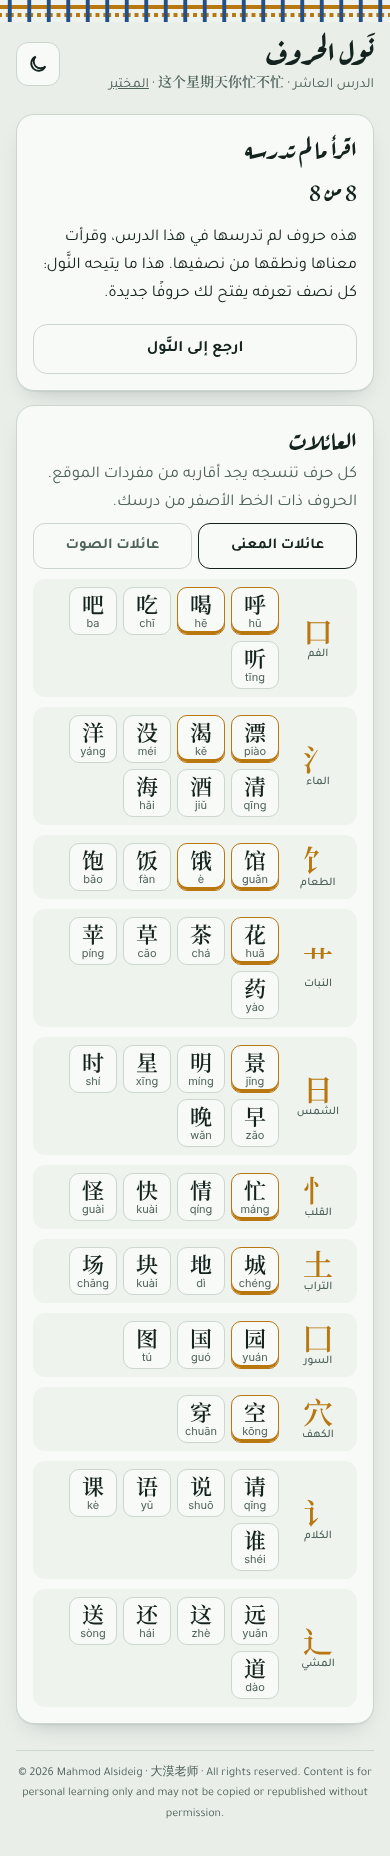 نَول الحروف
الدرس العاشر · 这个星期天你忙不忙 · المختبر
اقرأ ما لم تدرسه
8 من 8
هذه حروف لم تدرسها في هذا الدرس، وقرأت
معناها ونطقها من نصفيها. هذا ما يتيحه النَّول:
كل نصف تعرفه يفتح لك حروفًا جديدة.
ارجع إلى النَّول
العائلات
كل حرف تنسجه يجد أقاربه من مفردات الموقع.
الحروف ذات الخط الأصفر من درسك.
عائلات المعنى
عائلات الصوت
口 الفم
呼 喝 吃 吧
hū hē chī ba
听
tīng
氵 الماء
漂 渴 没 洋
piào kě méi yáng
清 酒 海
qīng jiǔ hǎi
饣 الطعام
馆 饿 饭 饱
guǎn è fàn bǎo
艹 النبات
花 茶 草 苹
huā chá cǎo píng
药
yào
日 الشمس
景 明 星 时
jǐng míng xīng shí
早 晚
zǎo wǎn
忄 القلب
忙 情 快 怪
máng qíng kuài guài
土 التراب
城 地 块 场
chéng dì kuài chǎng
囗 السور
园 国 图
yuán guó tú
穴 الكهف
空 穿
kōng chuān
讠 الكلام
请 说 语 课
qǐng shuō yǔ kè
谁
shéi
辶 المشي
远 这 还 送
yuǎn zhè hái sòng
道
dào
© 2026 Mahmod Alsideig · 大漠老师 · All rights reserved. Content is for
personal learning only and may not be copied or republished without
permission.